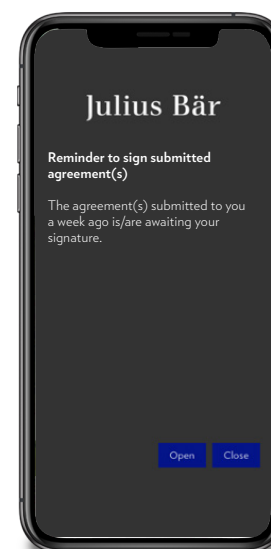 Julius Bär
Reminder to sign submitted
agreement(s)
The agreement(s) submitted to you
a week ago is/are awaiting your
signature.
Open Close